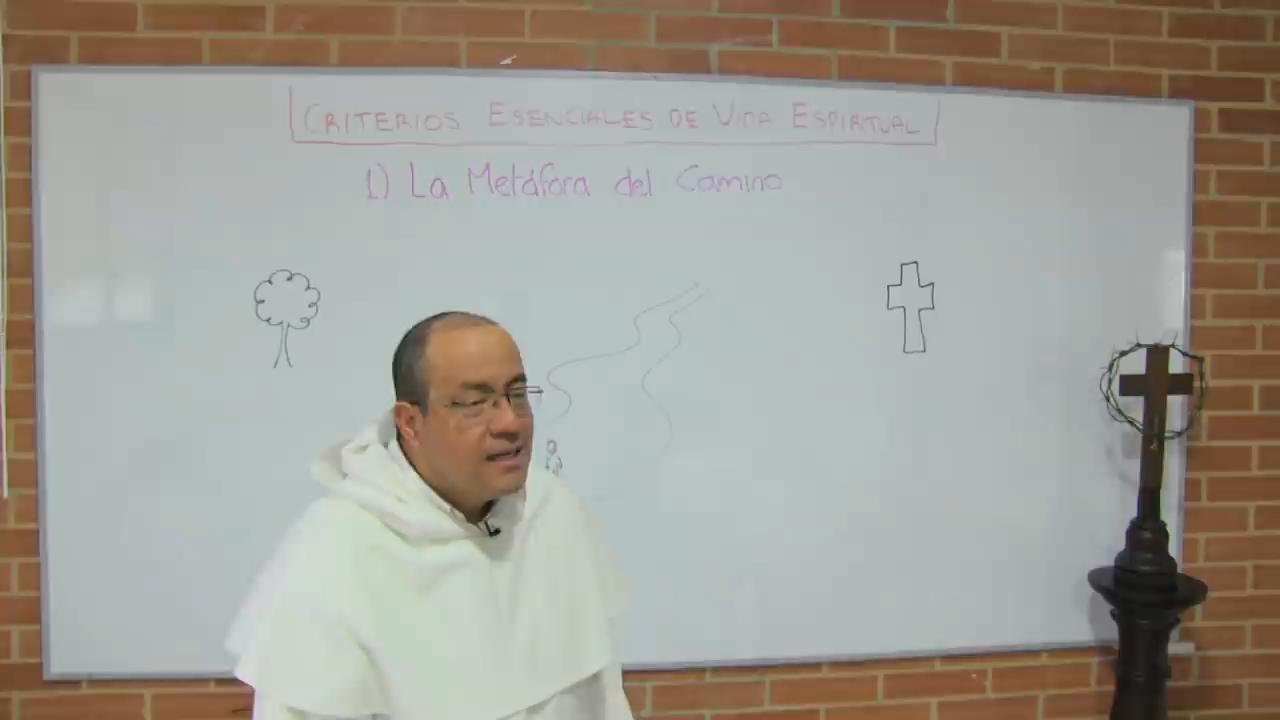 CRITERIOS ESENCIALES DE VIDA ESPIRITUAL
1) La Metáfora del Camino